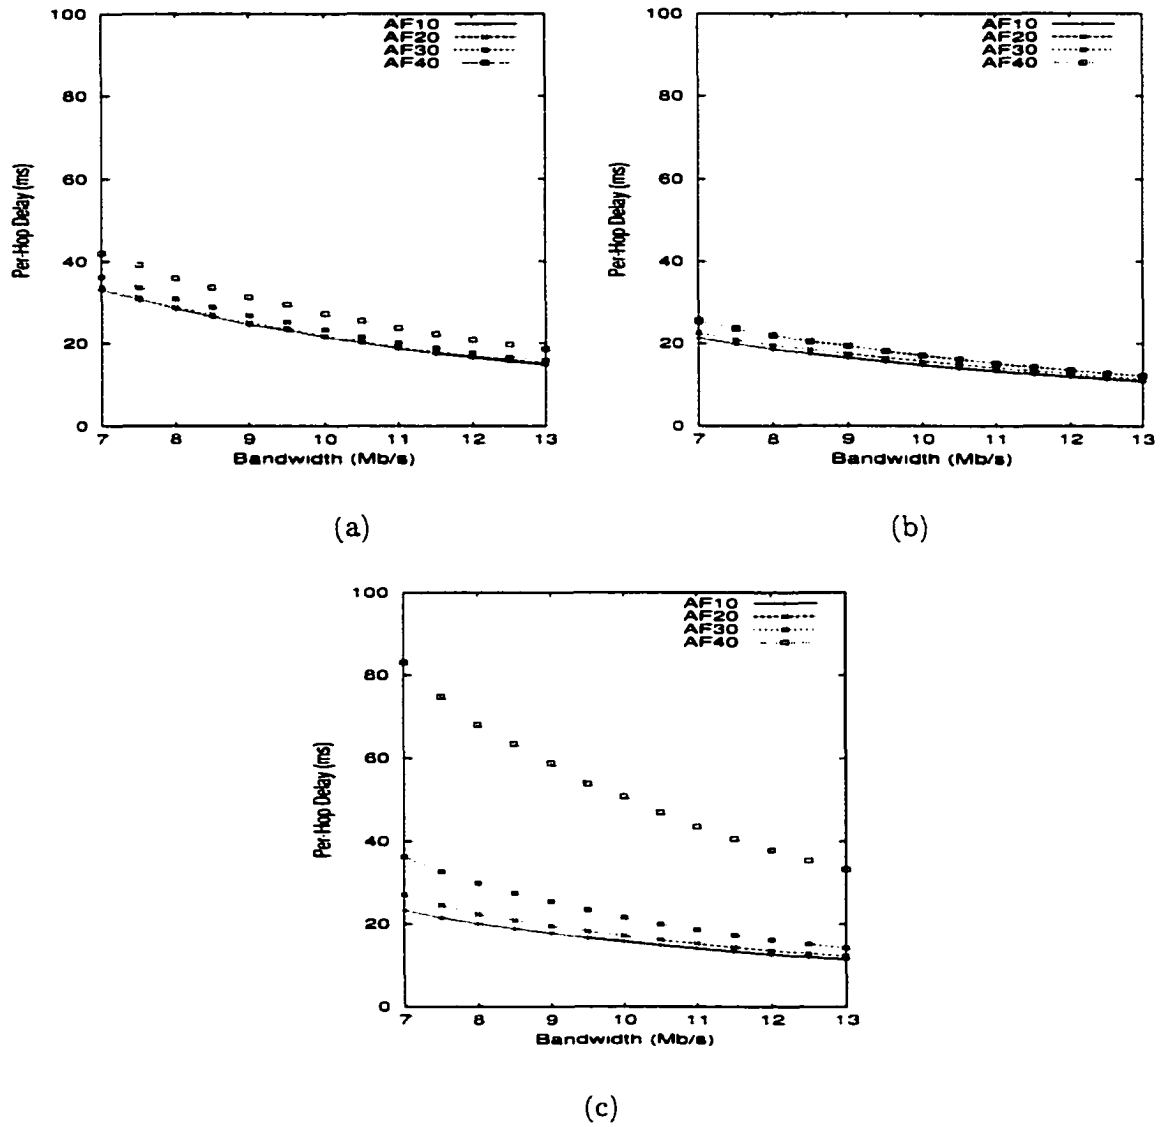 100
80
60
40
20
0
Per-Hop Delay (ms)
AF10
AF20
AF30
AF40
7 8 9 10 11 12 13
Bandwidth (Mb/s)
(a)
100
80
60
40
20
0
Per-Hop Delay (ms)
AF10
AF20
AF30
AF40
7 8 9 10 11 12 13
Bandwidth (Mb/s)
(b)
100
80
60
40
20
0
Per-Hop Delay (ms)
AF10
AF20
AF30
AF40
7 8 9 10 11 12 13
Bandwidth (Mb/s)
(c)